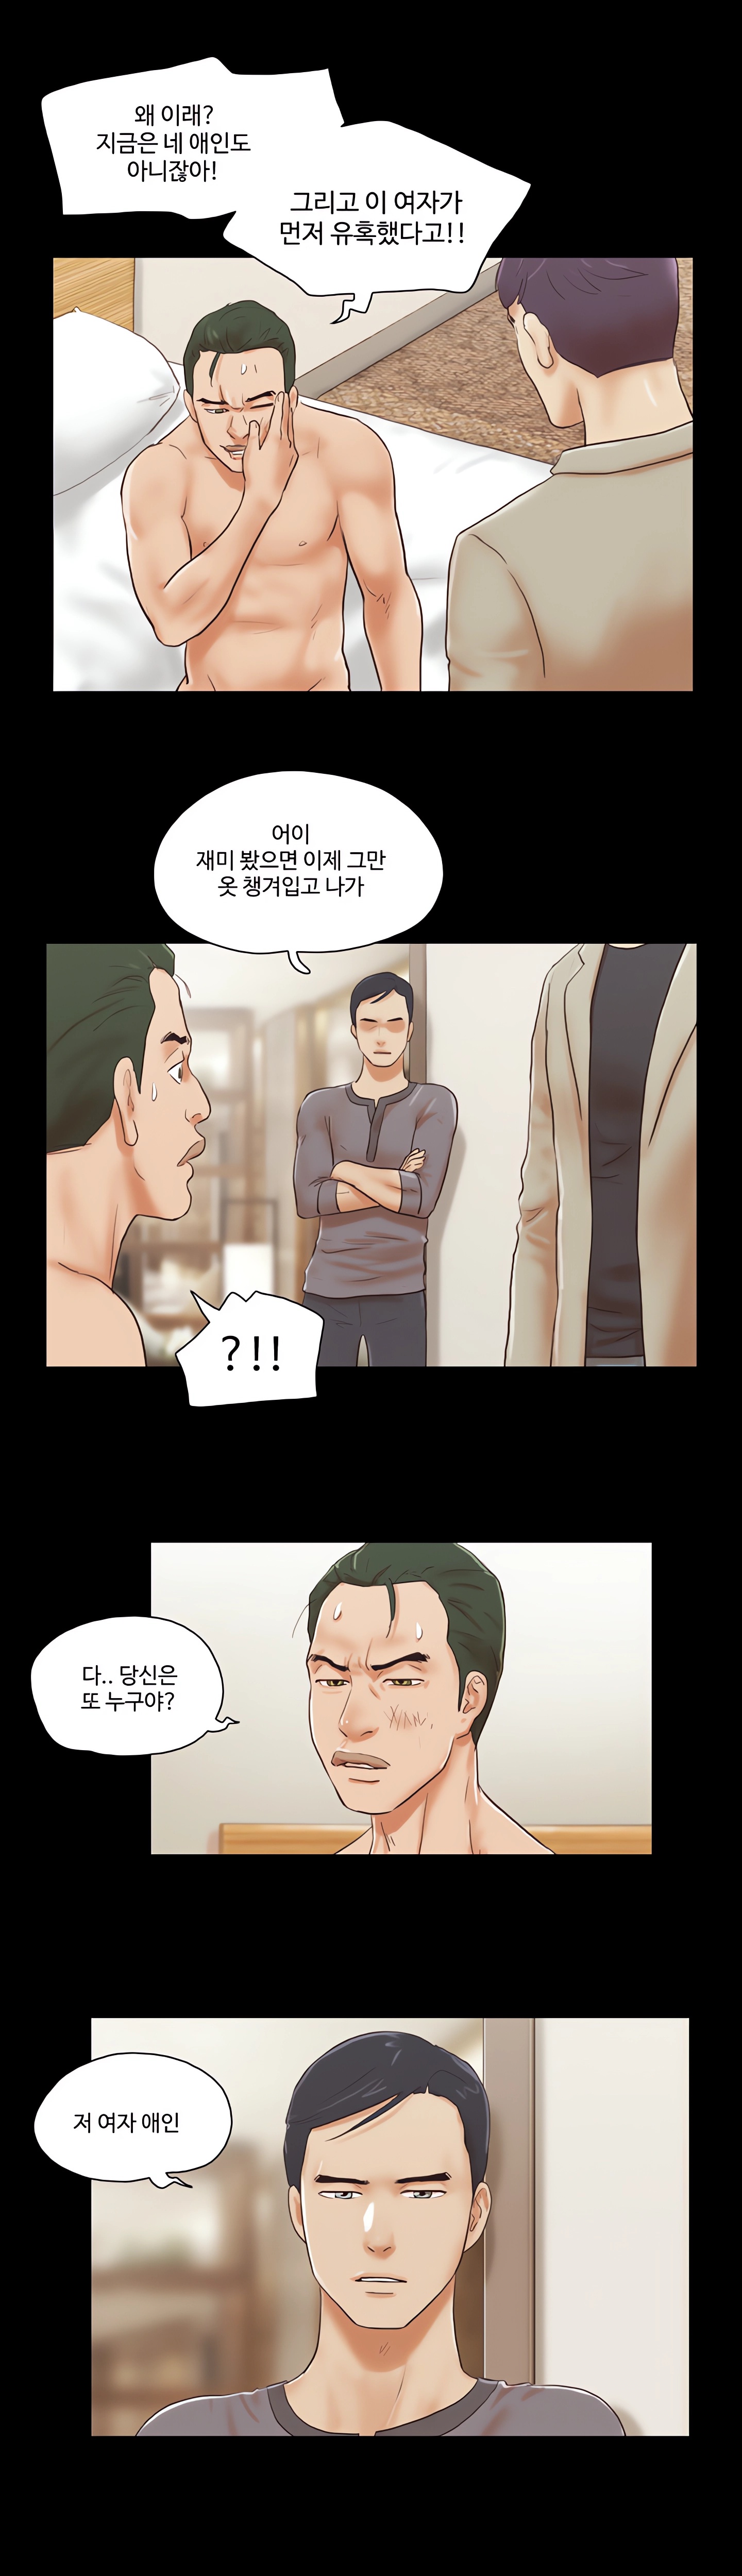 왜 이래?
지금은 네 애인도
아니잖아!
그리고 이 여자가
먼저 유혹했다고!!
어이
재미 봤으면 이제 그만
옷 챙겨입고 나가
?!!
다.. 당신은
또 누구야?
저 여자 애인